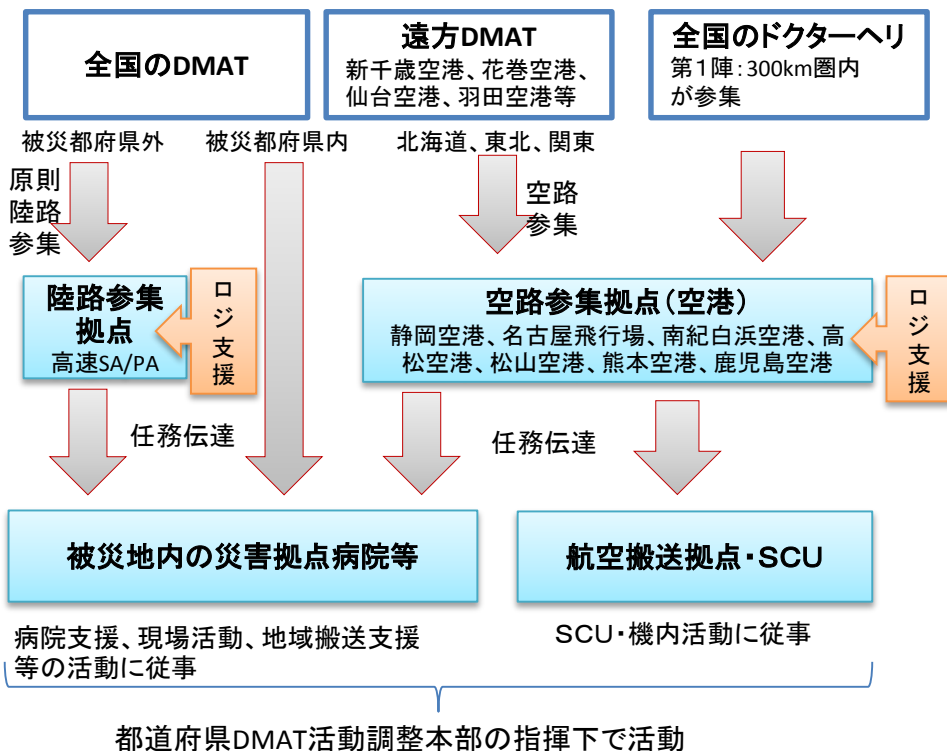 全国のDMAT
遠方DMAT
新千歳空港、花巻空港、
仙台空港、羽田空港等
全国のドクターヘリ
第1陣:300km圏内
が参集
被災都府県外
被災都府県内
北海道、東北、関東
原則
陸路
参集
空路
参集
陸路参集
拠点
高速SA/PA
ロジ支援
空路参集拠点(空港)
静岡空港、名古屋飛行場、南紀白浜空港、高
松空港、松山空港、熊本空港、鹿児島空港
ロジ支援
任務伝達
任務伝達
被災地内の災害拠点病院等
航空搬送拠点・SCU
病院支援、現場活動、地域搬送支援
等の活動に従事
SCU・機内活動に従事
都道府県DMAT活動調整本部の指揮下で活動